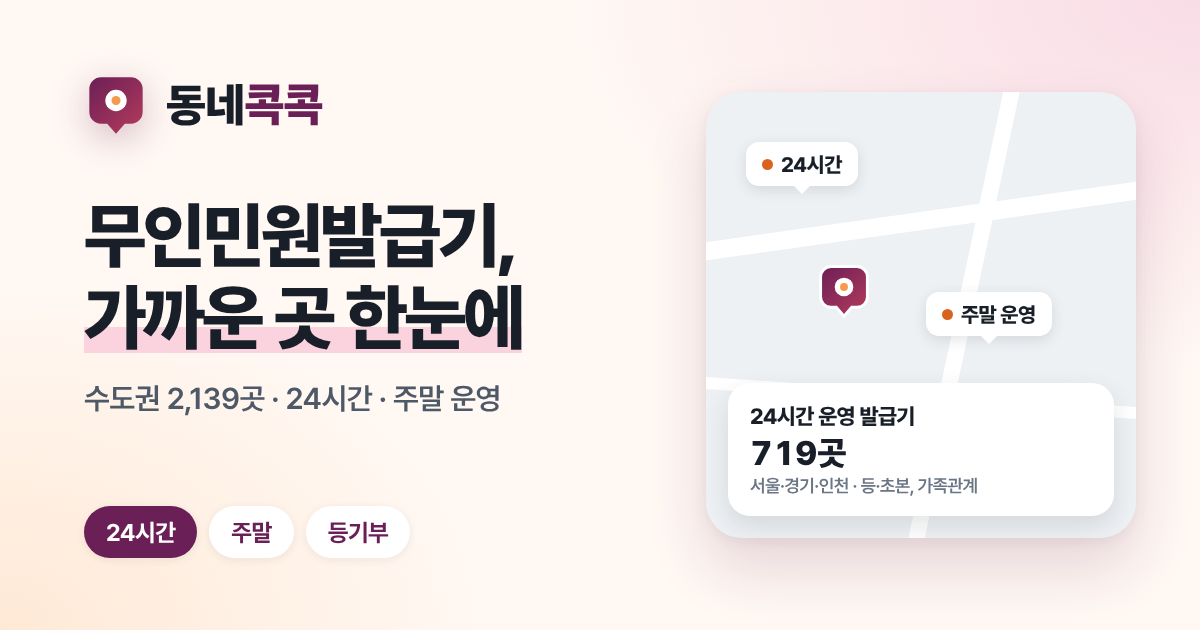 동네콕콕
무인민원발급기,
가까운 곳 한눈에
수도권 2,139곳 · 24시간 · 주말 운영
24시간
주말
등기부
24시간
주말 운영
24시간 운영 발급기
719곳
서울·경기·인천 · 등·초본, 가족관계